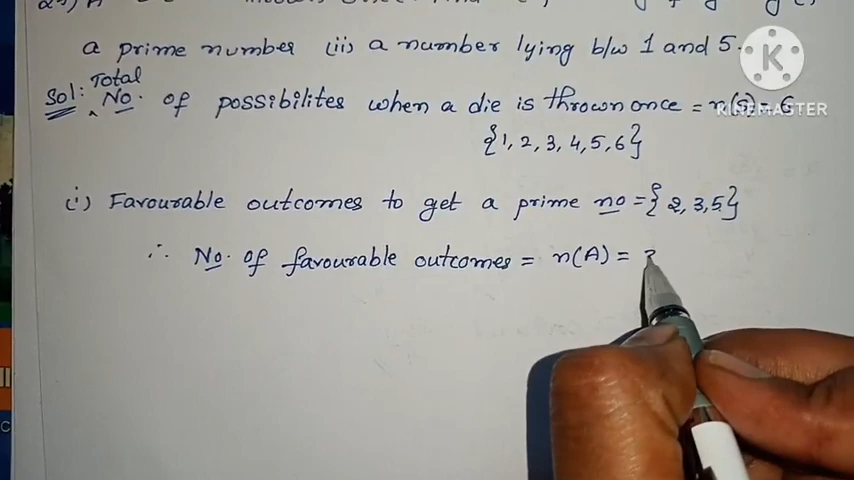 a prime number (ii) a number lying b/w 1 and 5.
Sol: Total No. of possibilites when a die is thrown once = n(S) = 6
{1, 2, 3, 4, 5, 6}
i) Favourable outcomes to get a prime no = {2, 3, 5}
∴ No. of favourable outcomes = n(A) = 3
KINEMASTER